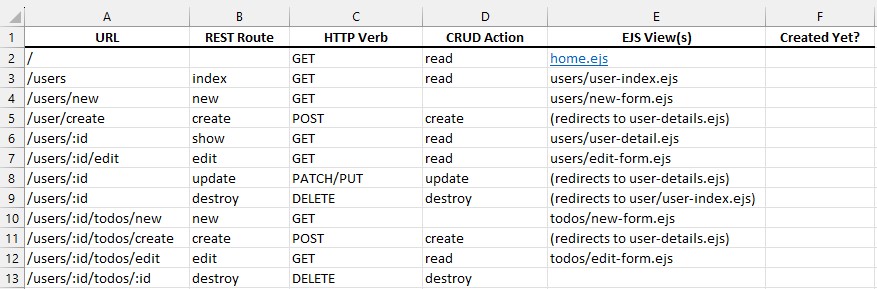 A B C D E F
1 URL REST Route HTTP Verb CRUD Action EJS View(s) Created Yet?
2 / GET read home.ejs
3 /users index GET read users/user-index.ejs
4 /users/new new GET users/new-form.ejs
5 /user/create create POST create (redirects to user-details.ejs)
6 /users/:id show GET read users/user-detail.ejs
7 /users/:id/edit edit GET read users/edit-form.ejs
8 /users/:id update PATCH/PUT update (redirects to user-details.ejs)
9 /users/:id destroy DELETE destroy (redirects to user/user-index.ejs)
10 /users/:id/todos/new new GET todos/new-form.ejs
11 /users/:id/todos/create create POST create (redirects to user-details.ejs)
12 /users/:id/todos/edit edit GET read todos/edit-form.ejs
13 /users/:id/todos/:id destroy DELETE destroy